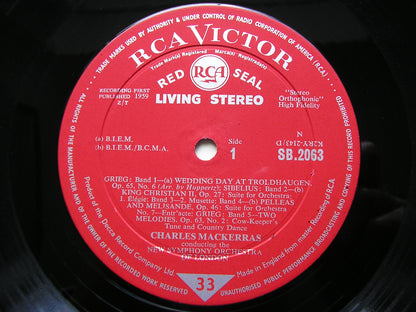 TRADE MARKS USED BY AUTHORITY & UNDER CONTROL OF RADIO CORPORATION OF AMERICA (RCA).
RCA VICTOR
Trade Mark(s) Registered Marca(s) Registrada(s)
RED RCA SEAL
LIVING STEREO
RECORDING FIRST
PUBLISHED 1959
2/T
"Stereo
Orthophonic"
High Fidelity
(a) B.I.E.M.
(b) B.I.E.M./B.C.M.A.
Side
1
N
SB.2063
GRIEG: Band 1—(a) WEDDING DAY AT TROLDHAUGEN,
Op. 65, No. 6 (Arr. by Huppertz); SIBELIUS: Band 2—(b)
KING CHRISTIAN II, Op. 27: Suite for Orchestra:
1. Élégie; Band 3—2. Musette; Band 4—(b) PELLEAS
AND MELISANDE, Op. 46: Suite for Orchestra
No. 7—Entr'acte; GRIEG: Band 5—TWO
MELODIES, Op. 63, No. 2: Cow-Keeper's
Tune and Country Dance
CHARLES MACKERRAS
conducting the
NEW SYMPHONY ORCHESTRA
OF LONDON
33
Product of The Decca Record Company Ltd
Made in England from master recording of RCA
ALL RIGHTS OF THE MANUFACTURER AND OF THE OWNER OF THE RECORDED WORK RESERVED
UNAUTHORISED PUBLIC PERFORMANCE BROADCASTING AND COPYING OF THIS RECORD PROHIBITED